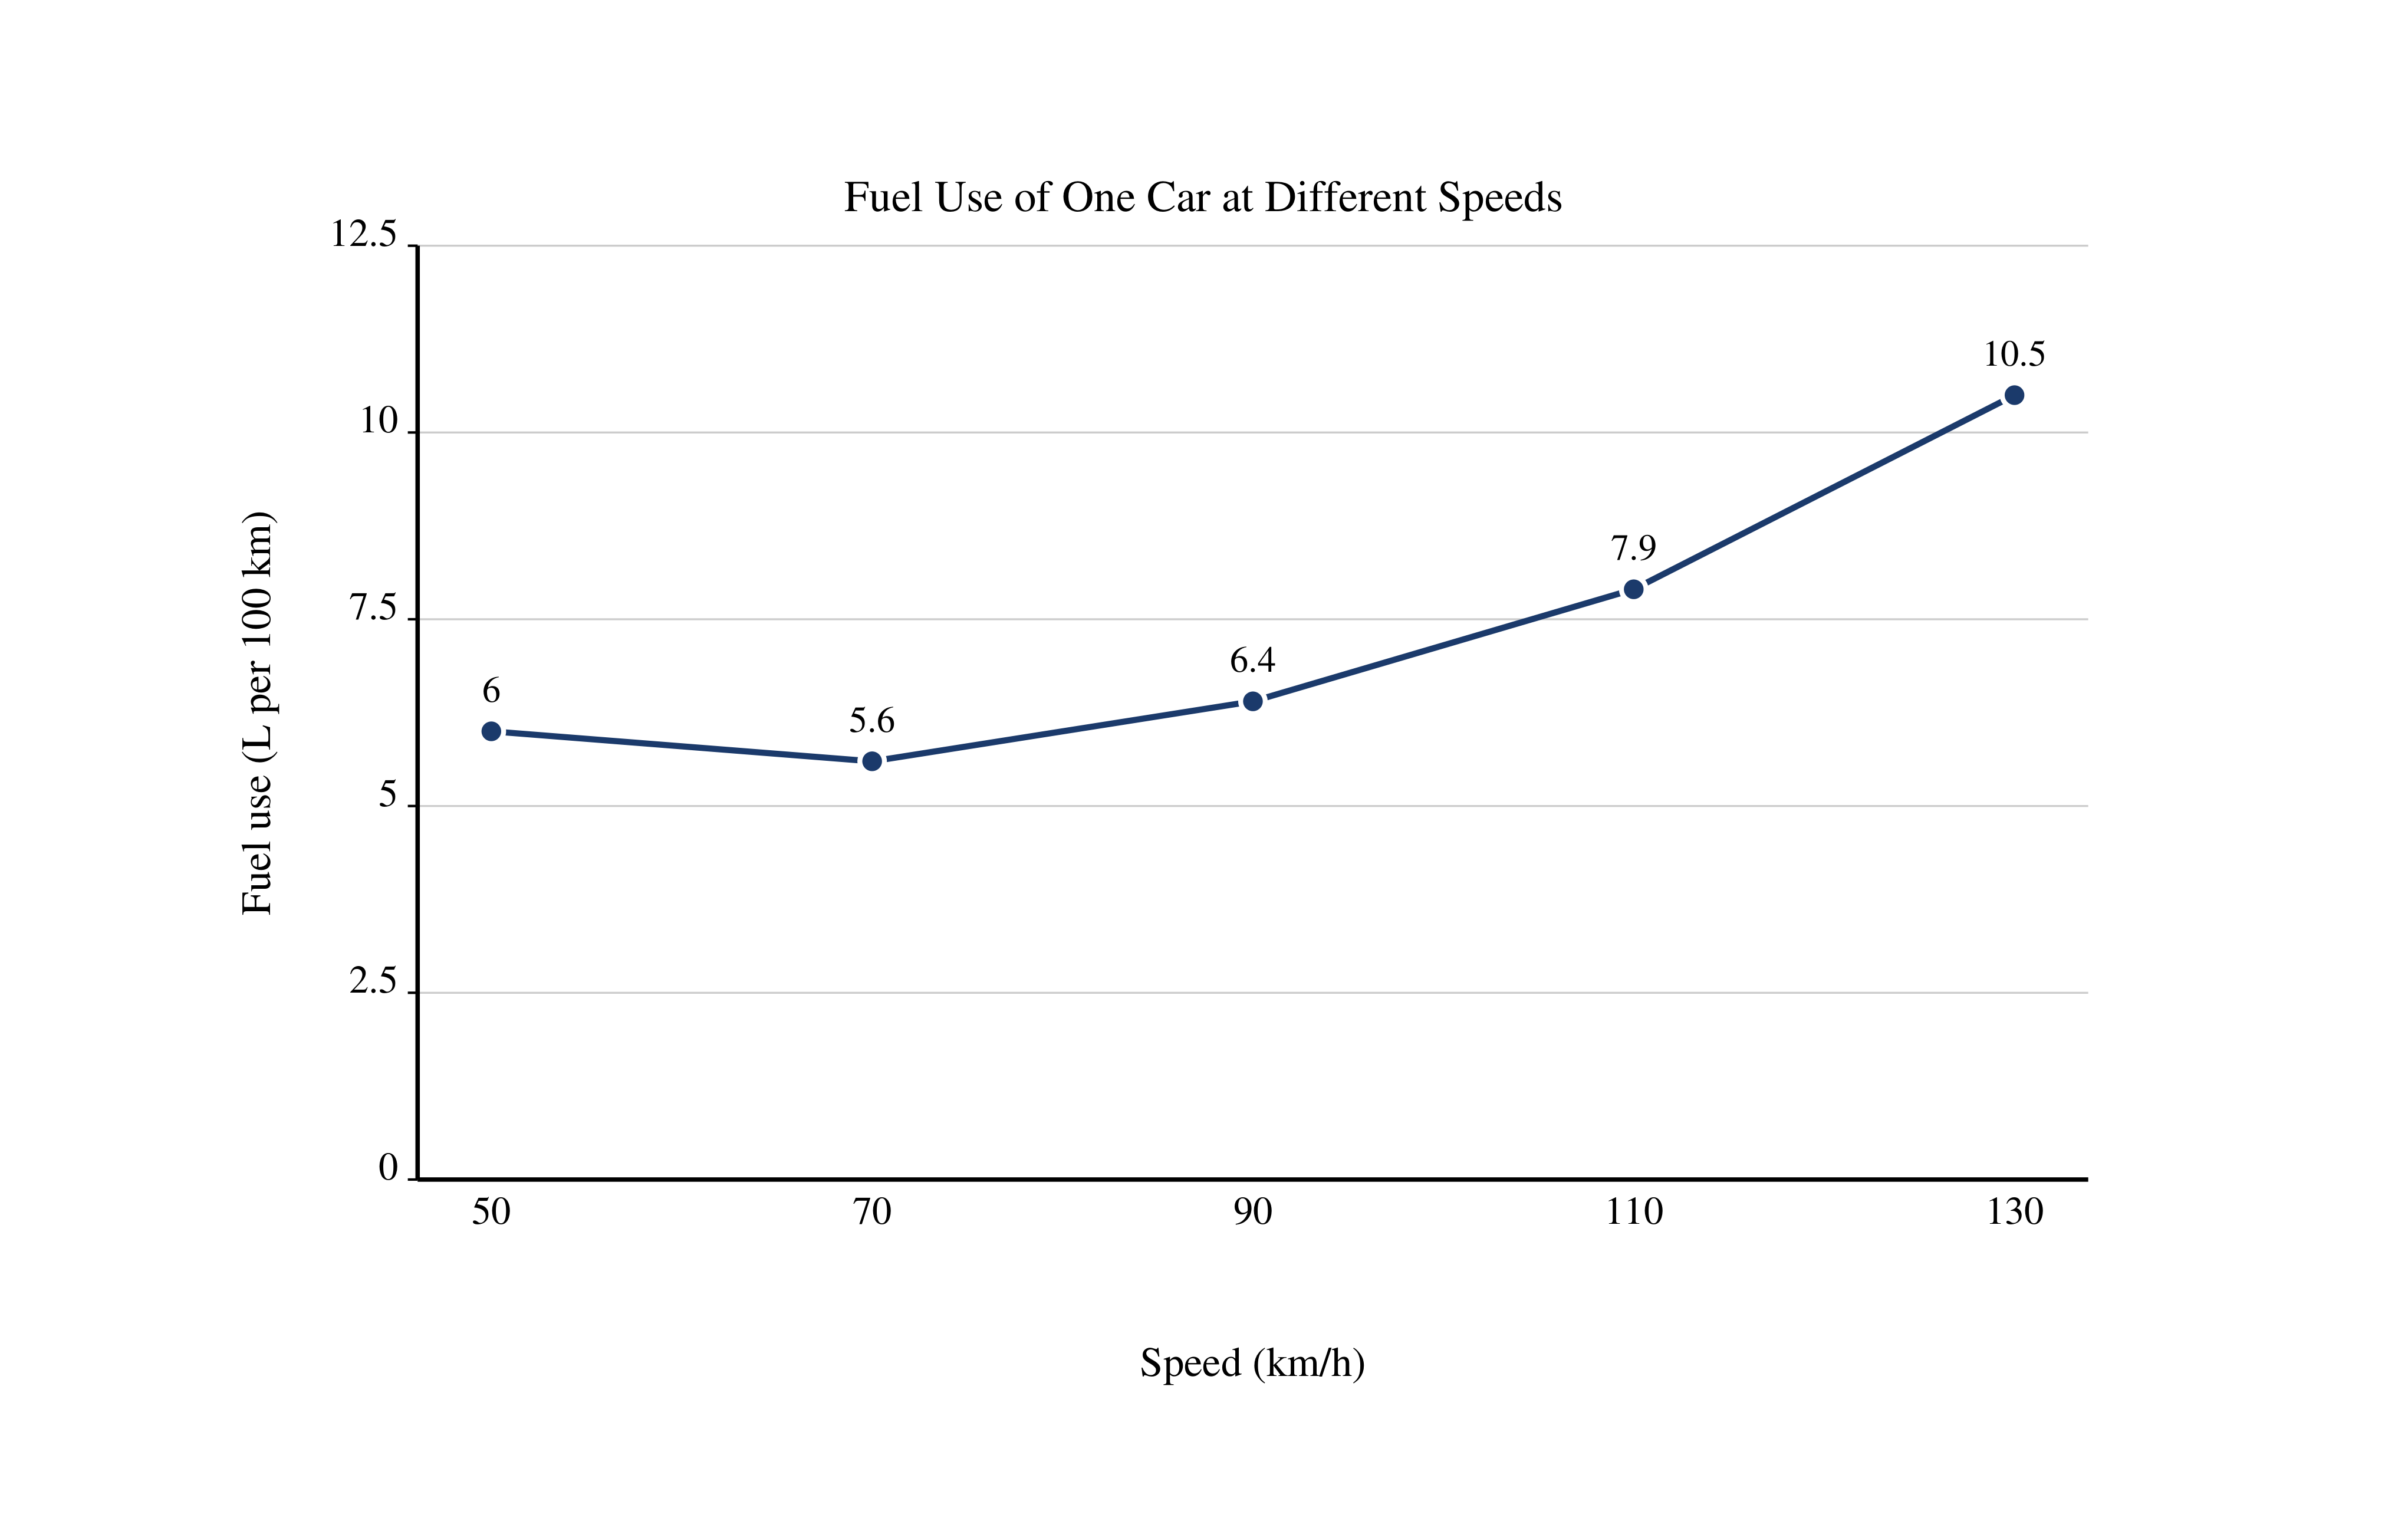 Fuel Use of One Car at Different Speeds
12.5
10
7.5
5
2.5
0
Fuel use (L per 100 km)
6
5.6
6.4
7.9
10.5
50 70 90 110 130
Speed (km/h)